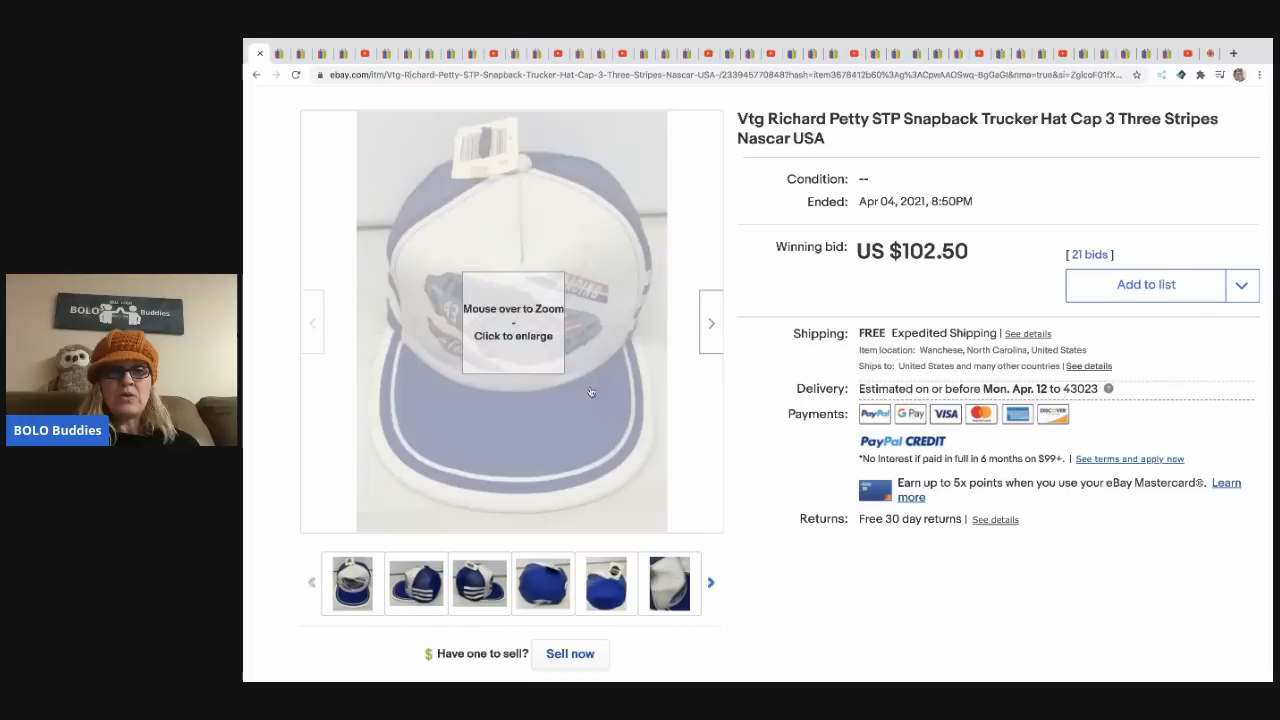 ebay.com/itm/Vtg-Richard-Petty-STP-Snapback-Trucker-Hat-Cap-3-Three-Stripes-Nascar-USA-/233945770848?hash=item3678412b60%3Ag%3ACpwAAOSwq-BgGaGI&nma=true&si=ZglcoF01fX...
Vtg Richard Petty STP Snapback Trucker Hat Cap 3 Three Stripes
Nascar USA
Condition: --
Ended: Apr 04, 2021, 8:50PM
Winning bid: US $102.50 [ 21 bids ]
Add to list
Shipping: FREE Expedited Shipping | See details
Item location: Wanchese, North Carolina, United States
Ships to: United States and many other countries | See details
Delivery: Estimated on or before Mon. Apr. 12 to 43023
Payments: PayPal G Pay VISA DISCOVER
PayPal CREDIT
*No Interest if paid in full in 6 months on $99+. | See terms and apply now
Earn up to 5x points when you use your eBay Mastercard®. Learn
more
Returns: Free 30 day returns | See details
Mouse over to Zoom
-
Click to enlarge
RACING
43
$ Have one to sell? Sell now
BOLO Buddies
BOLO Buddies